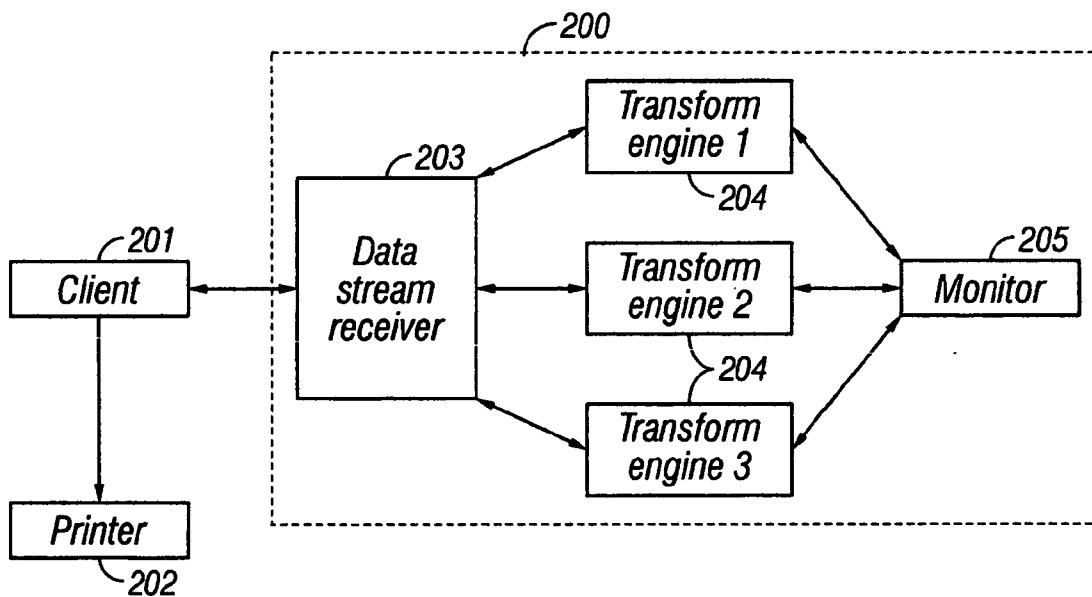 200
Transform
engine 1
204
203
Data
stream
receiver
201
Client
Transform
engine 2
204
205
Monitor
Transform
engine 3
Printer
202